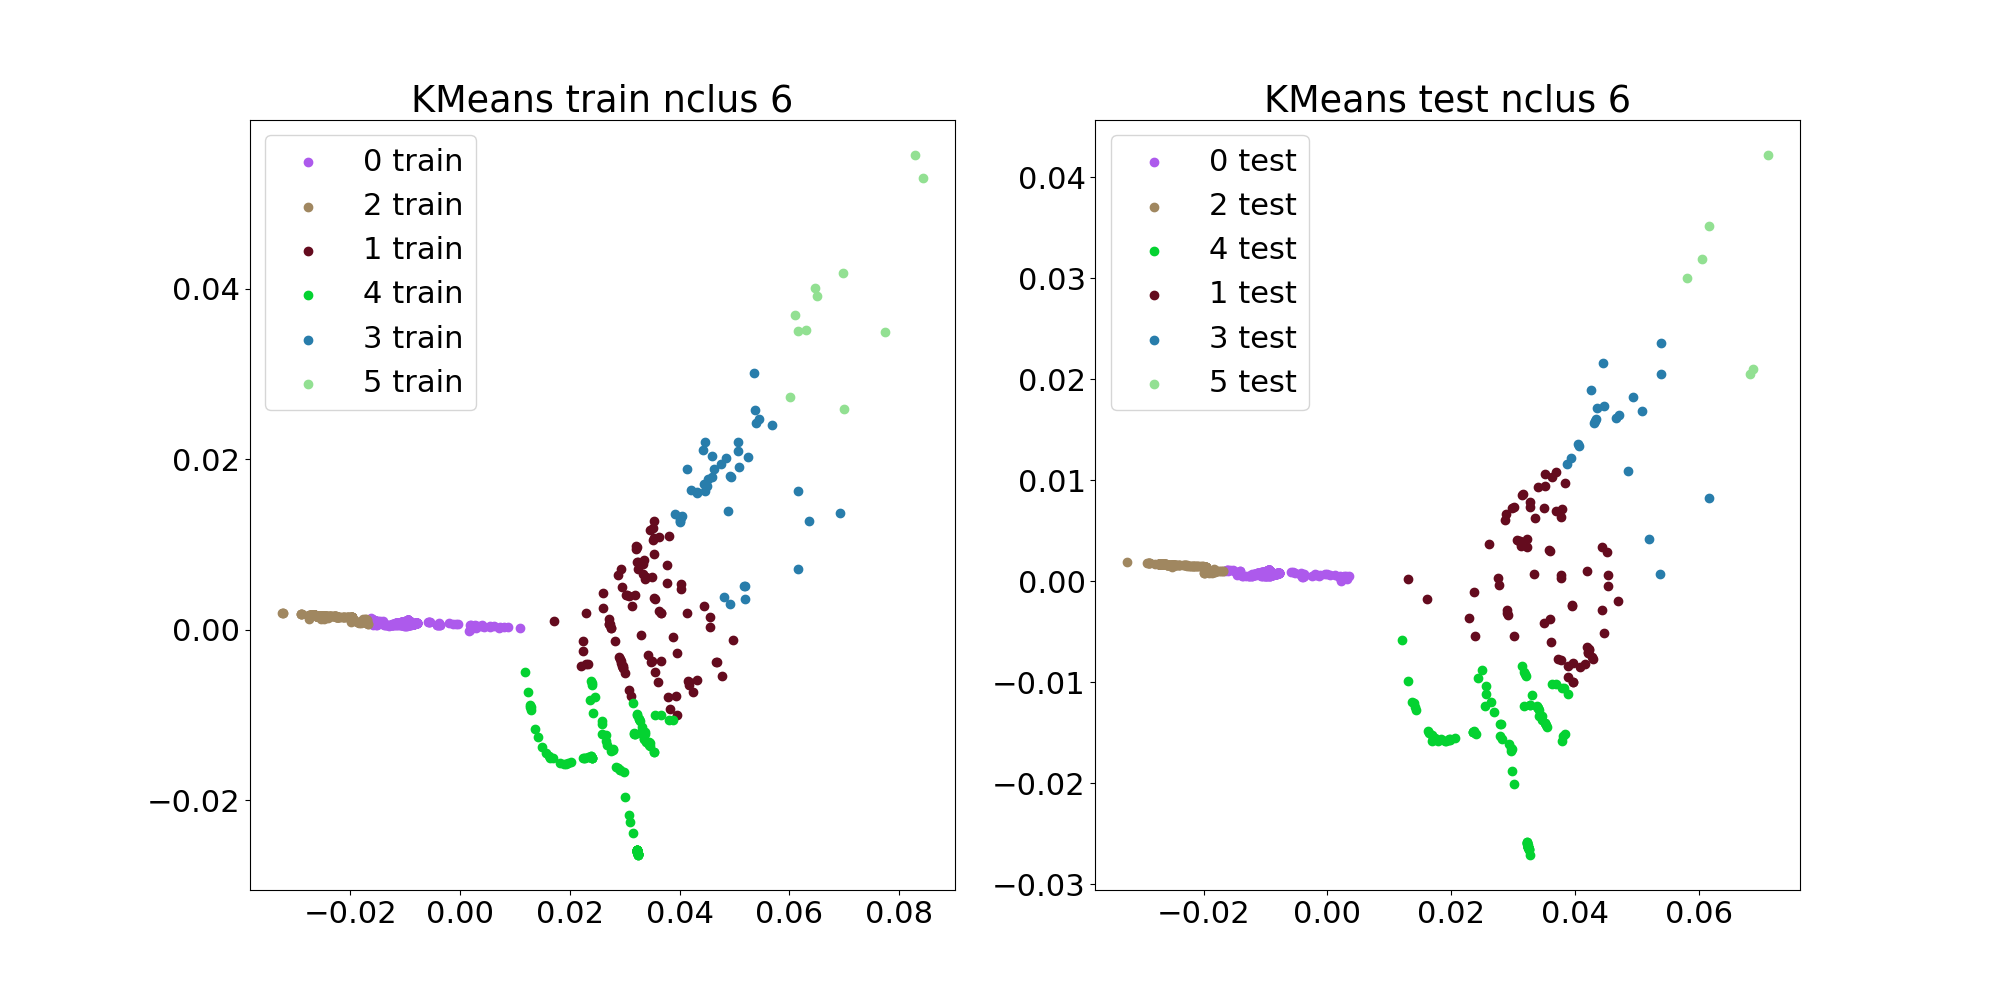 KMeans train nclus 6
0 train
2 train
1 train
4 train
3 train
5 train
0.04
0.02
0.00
−0.02
−0.02 0.00 0.02 0.04 0.06 0.08
KMeans test nclus 6
0 test
2 test
4 test
1 test
3 test
5 test
0.04
0.03
0.02
0.01
0.00
−0.01
−0.02
−0.03
−0.02 0.00 0.02 0.04 0.06